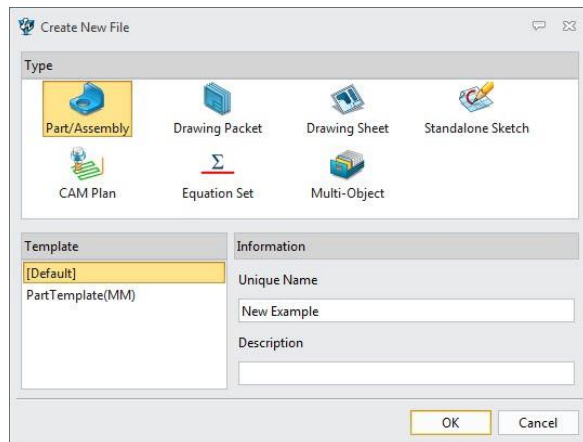 Create New File
Type
Part/Assembly Drawing Packet Drawing Sheet Standalone Sketch
CAM Plan Equation Set Multi-Object
Template
[Default]
PartTemplate(MM)
Information
Unique Name
New Example
Description
OK Cancel